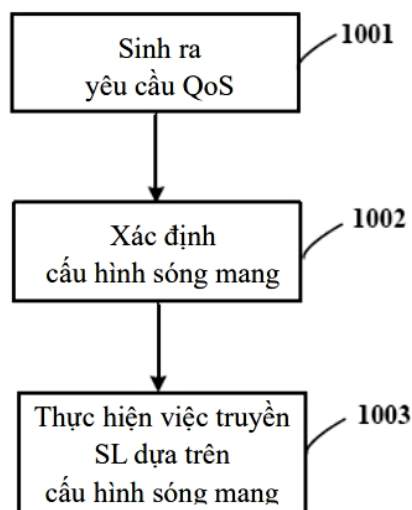 1001
Sinh ra
yêu cầu QoS
1002
Xác định
cấu hình sóng mang
1003
Thực hiện việc truyền
SL dựa trên
cấu hình sóng mang